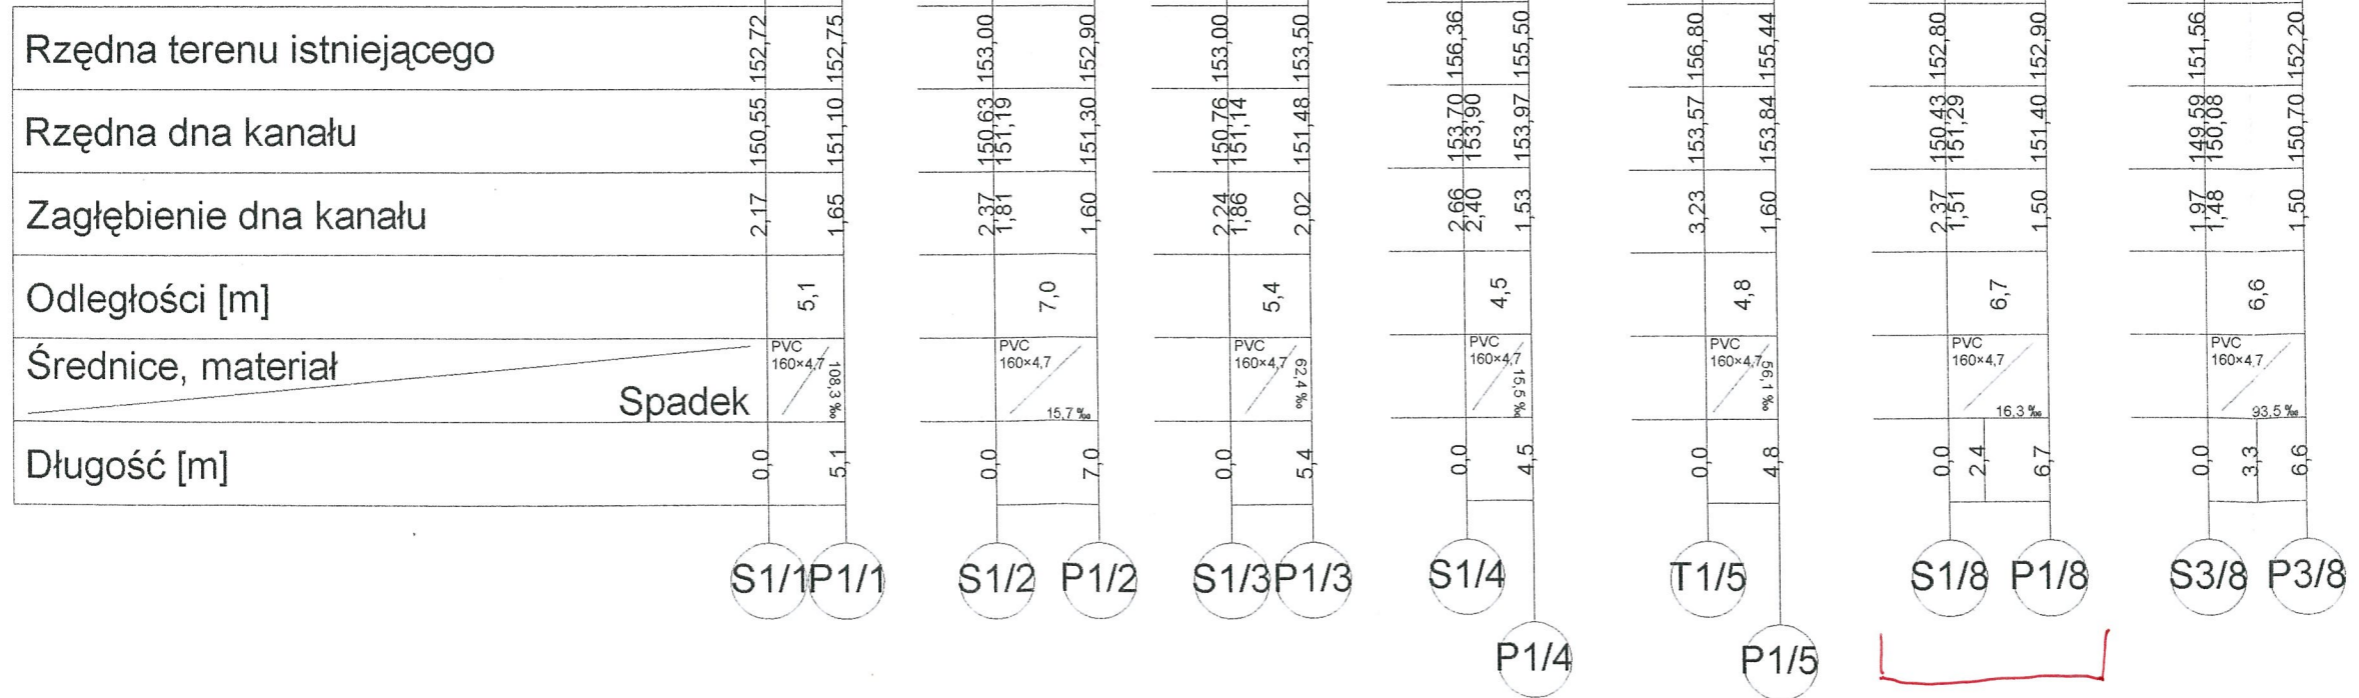 Rzędna terenu istniejącego 152,72 152,75 153,00 152,90 153,00 153,50 156,36 155,50 156,80 155,44 152,80 152,90 151,56 152,20
Rzędna dna kanału 150,55 151,10 150,63 151,19 151,30 150,76 151,14 151,48 153,70 153,90 153,97 153,57 153,84 150,43 151,29 151,40 149,59 150,08 150,70
Zagłębienie dna kanału 2,17 1,65 2,37 1,81 1,60 2,24 1,86 2,02 2,66 2,40 1,53 3,23 1,60 2,37 1,51 1,50 1,97 1,48 1,50
Odległości [m] 5,1 7,0 5,4 4,5 4,8 6,7 6,6
Średnice, materiał PVC PVC PVC PVC PVC PVC PVC
160×4,7 160×4,7 160×4,7 160×4,7 160×4,7 160×4,7 160×4,7
Spadek 108,3 ‰ 15,7 ‰ 62,4 ‰ 15,5 ‰ 56,1 ‰ 16,3 ‰ 93,5 ‰
Długość [m] 0,0 5,1 0,0 7,0 0,0 5,4 0,0 4,5 0,0 4,8 0,0 2,4 6,7 0,0 3,3 6,6
S1/1 P1/1 S1/2 P1/2 S1/3 P1/3 S1/4 T1/5 S1/8 P1/8 S3/8 P3/8
P1/4 P1/5